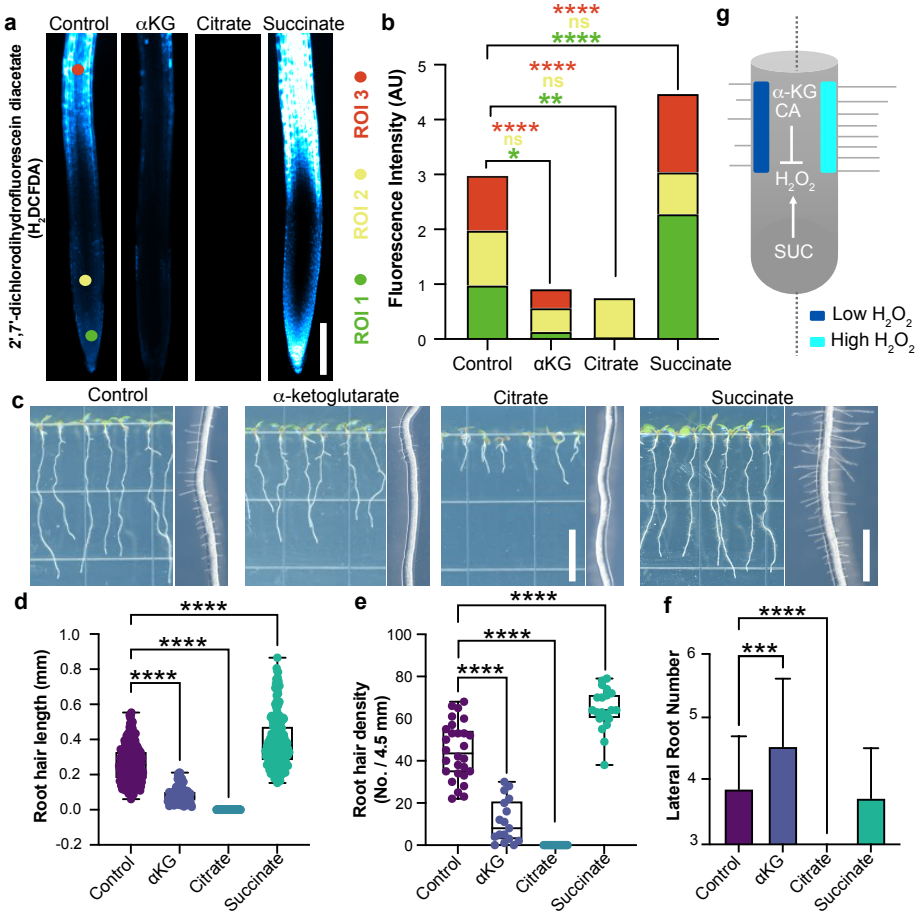 a
Control
αKG
Citrate
Succinate
2',7'-dichlorodihydrofluorescein diacetate
(H2DCFDA)
ROI 1
ROI 2
ROI 3
b
****
ns
****
****
ns
**
****
ns
*
Fluorescence Intensity (AU)
5
4
3
2
1
0
Control
αKG
Citrate
Succinate
g
α-KG
CA
H2O2
SUC
Low H2O2
High H2O2
c
Control
α-ketoglutarate
Citrate
Succinate
d
****
****
****
Root hair length (mm)
1.0
0.8
0.6
0.4
0.2
0.0
-0.2
Control
αKG
Citrate
Succinate
e
****
****
****
Root hair density
(No. / 4.5 mm)
100
80
60
40
20
0
Control
αKG
Citrate
Succinate
f
****
***
Lateral Root Number
6
5
4
3
Control
αKG
Citrate
Succinate